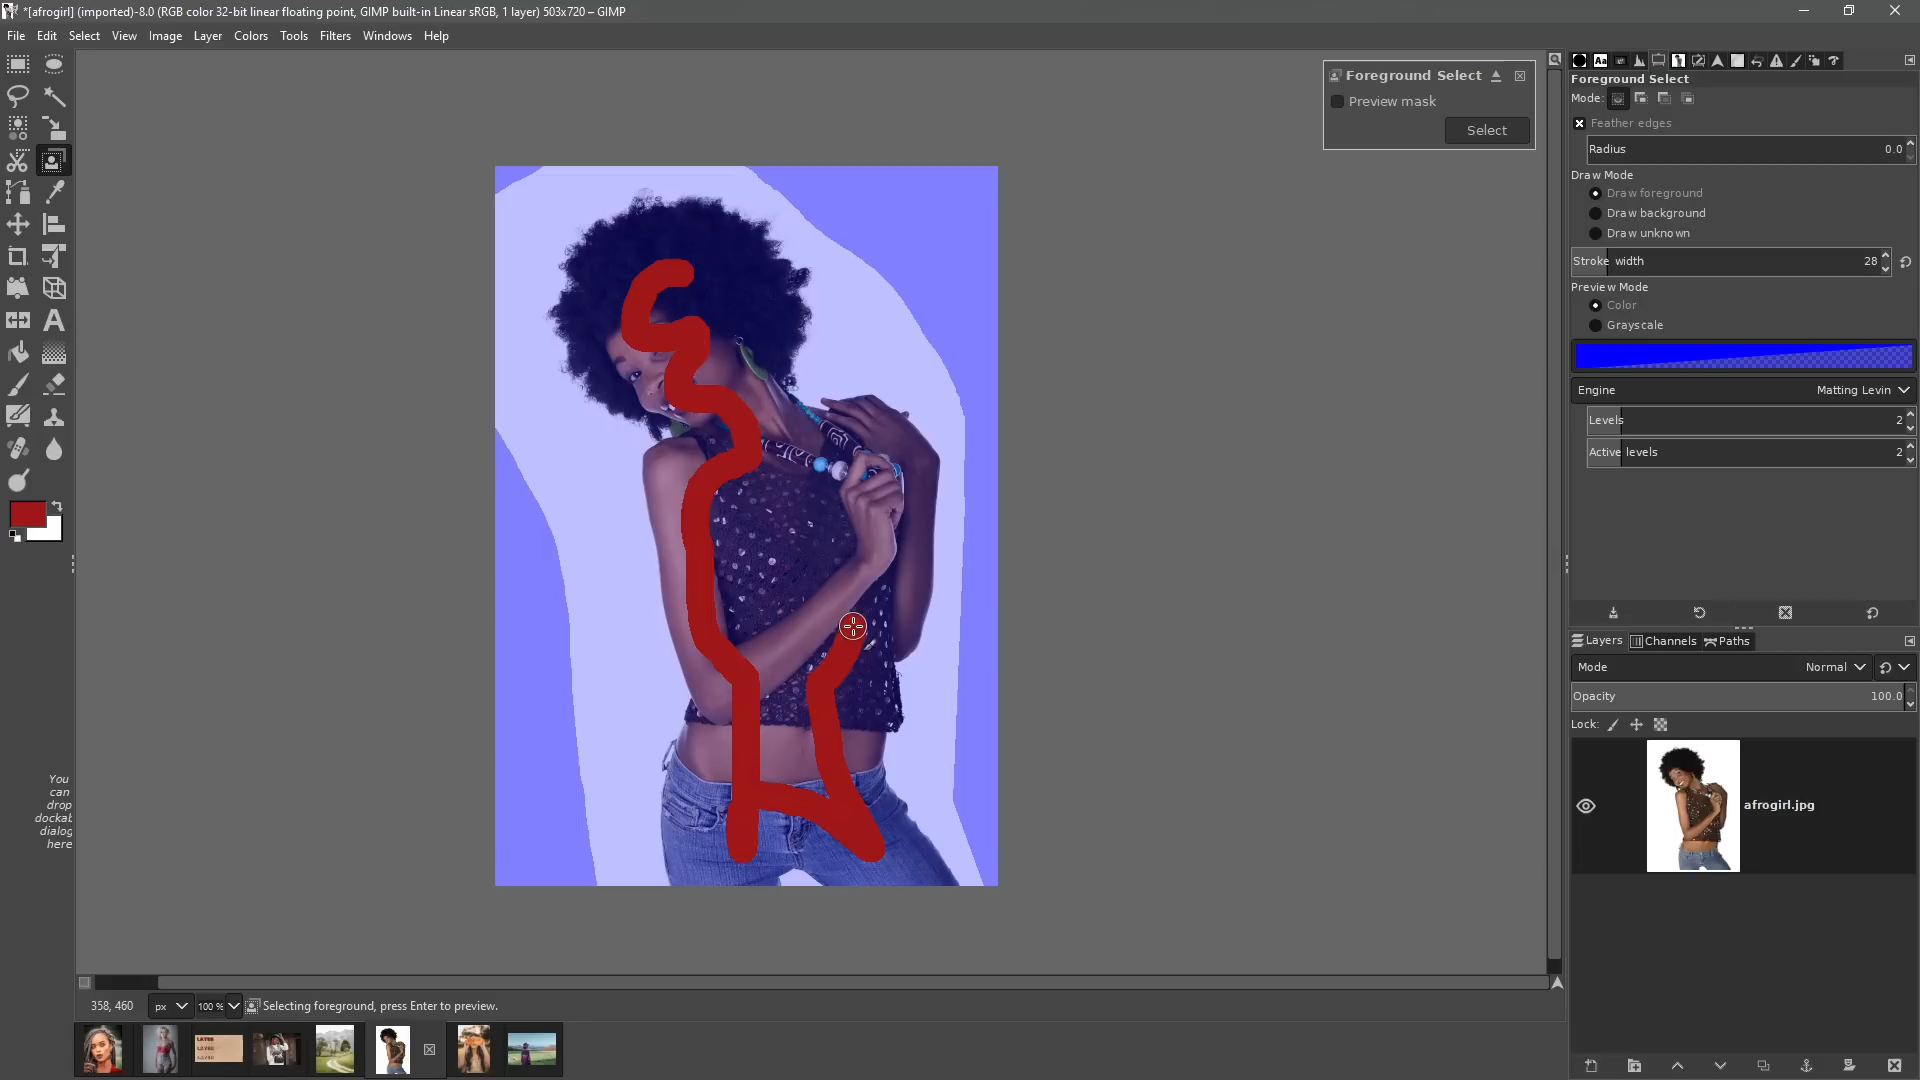 *[afrogirl] (imported)-8.0 (RGB color 32-bit linear floating point, GIMP built-in Linear sRGB, 1 layer) 503x720 – GIMP
File Edit Select View Image Layer Colors Tools Filters Windows Help
Foreground Select
Preview mask
Select
Foreground Select
Mode:
Feather edges
Radius 0.0
Draw Mode
Draw foreground
Draw background
Draw unknown
Stroke width 28
Preview Mode
Color
Grayscale
Engine Matting Levin
Levels 2
Active levels 2
Layers Channels Paths
Mode Normal
Opacity 100.0
Lock:
afrogirl.jpg
You
can
drop
dockab
dialog
here
358, 460 px 100 % Selecting foreground, press Enter to preview.
LAYER
LAYER
LAYER